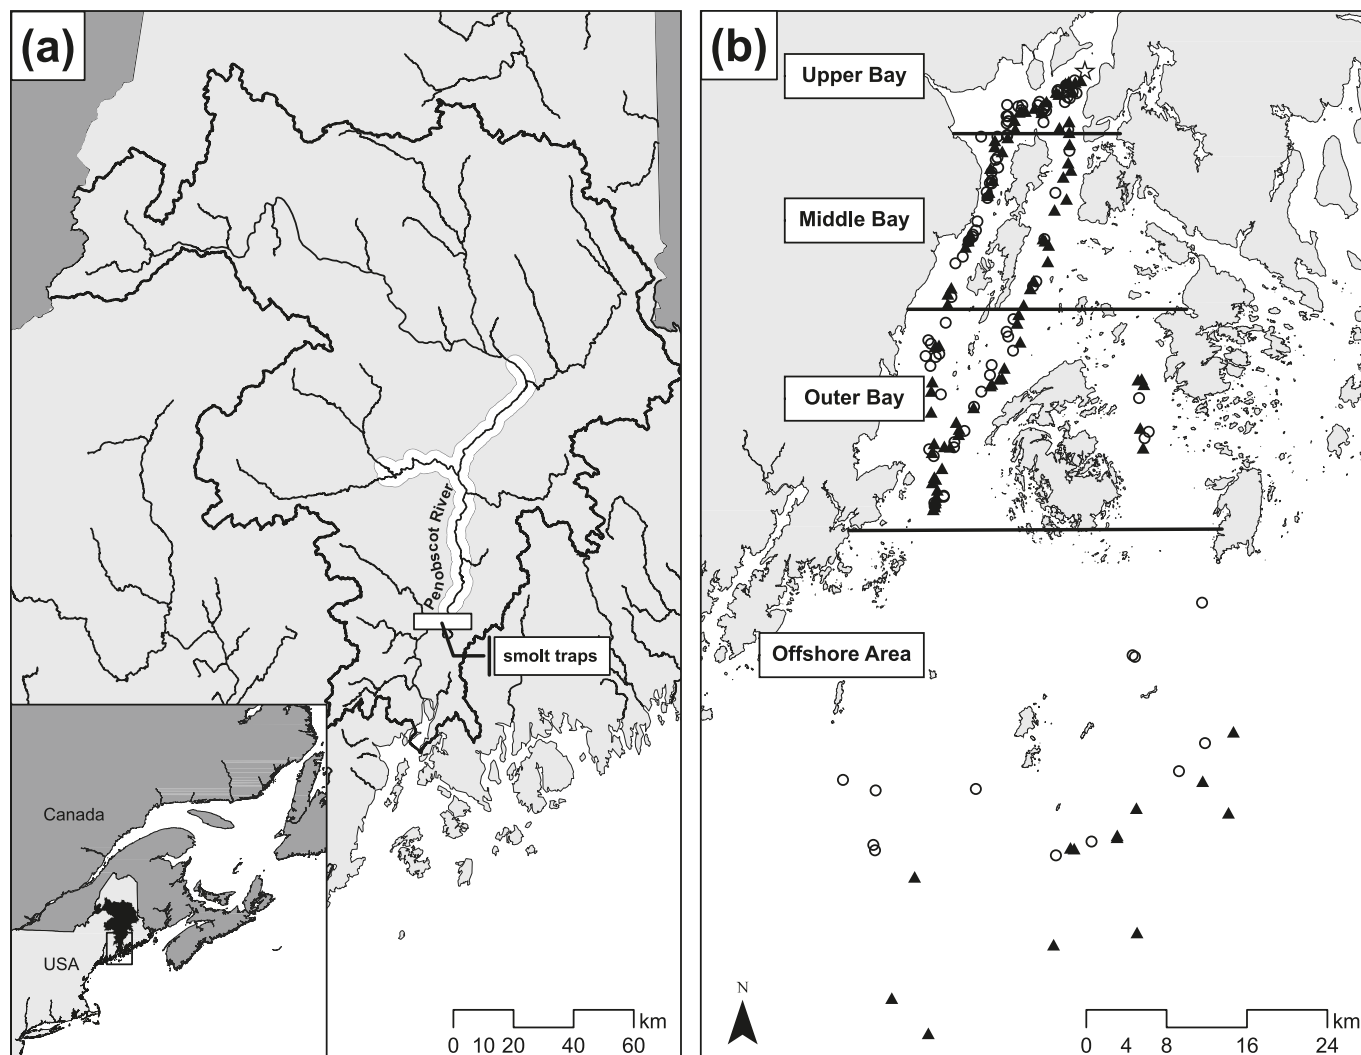 (a)
Penobscot River
smolt traps
Canada
USA
km
0 10 20 40 60
(b)
Upper Bay
Middle Bay
Outer Bay
Offshore Area
N
km
0 4 8 16 24